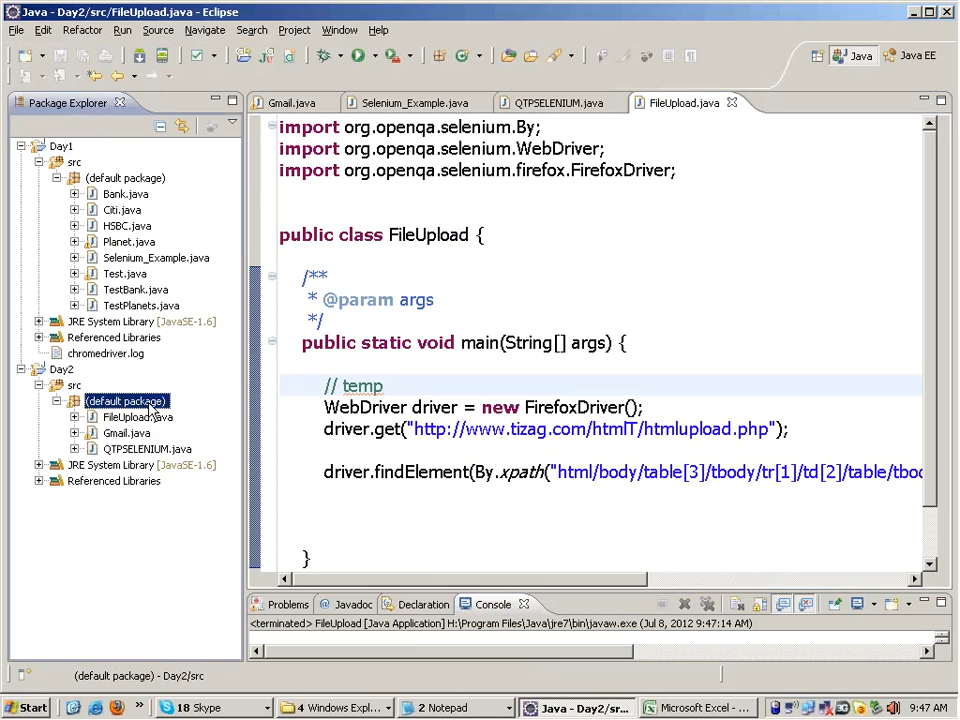 Java - Day2/src/FileUpload.java - Eclipse
File Edit Refactor Run Source Navigate Search Project Window Help
Java Java EE
Package Explorer
Gmail.java Selenium_Example.java QTPSELENIUM.java FileUpload.java
Day1
src
(default package)
Bank.java
Citi.java
HSBC.java
Planet.java
Selenium_Example.java
Test.java
TestBank.java
TestPlanets.java
JRE System Library [JavaSE-1.6]
Referenced Libraries
chromedriver.log
Day2
src
(default package)
FileUpload.java
Gmail.java
QTPSELENIUM.java
JRE System Library [JavaSE-1.6]
Referenced Libraries
import org.openqa.selenium.By;
import org.openqa.selenium.WebDriver;
import org.openqa.selenium.firefox.FirefoxDriver;
public class FileUpload {
/**
* @param args
*/
public static void main(String[] args) {
// temp
WebDriver driver = new FirefoxDriver();
driver.get("http://www.tizag.com/htmlT/htmlupload.php");
driver.findElement(By.xpath("html/body/table[3]/tbody/tr[1]/td[2]/table/tbo
}
Problems Javadoc Declaration Console
<terminated> FileUpload [Java Application] H:\Program Files\Java\jre7\bin\javaw.exe (Jul 8, 2012 9:47:14 AM)
(default package) - Day2/src
Start 18 Skype 4 Windows Expl... 2 Notepad Java - Day2/src... Microsoft Excel - ... 9:47 AM